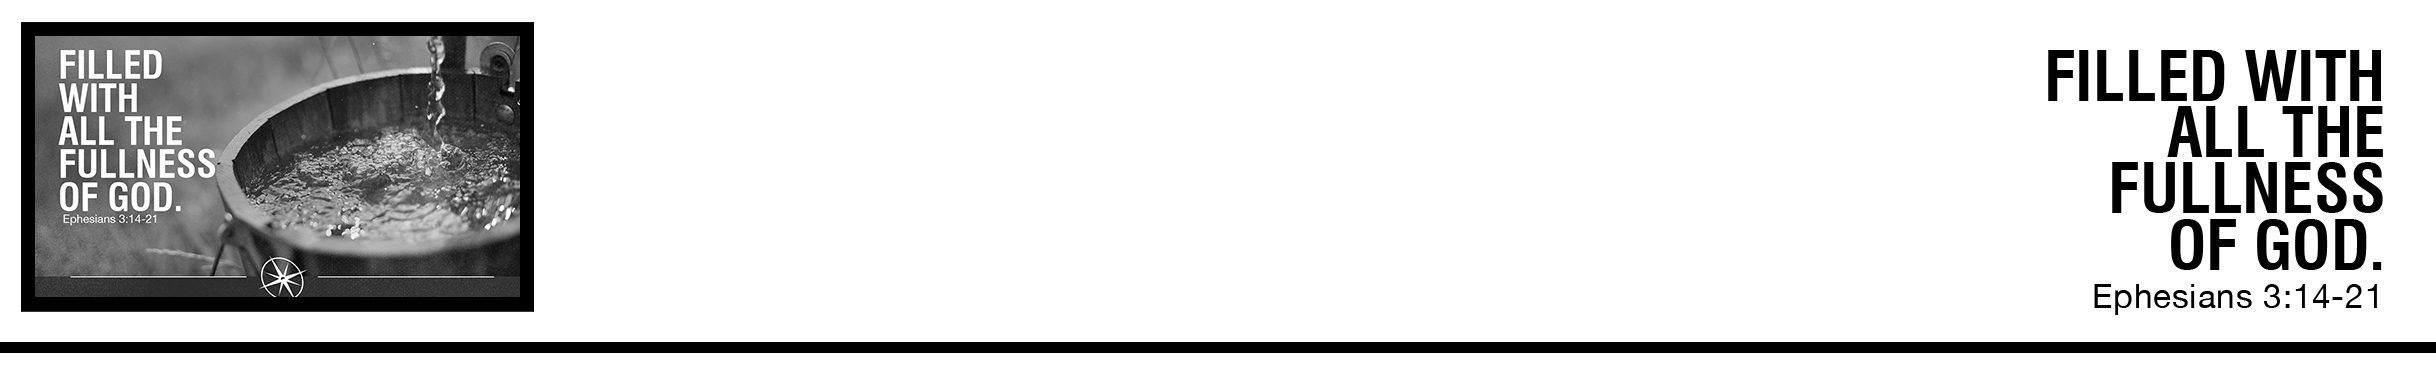 FILLED
WITH
ALL THE
FULLNESS
OF GOD.
Ephesians 3:14-21
FILLED WITH
ALL THE
FULLNESS
OF GOD.
Ephesians 3:14-21